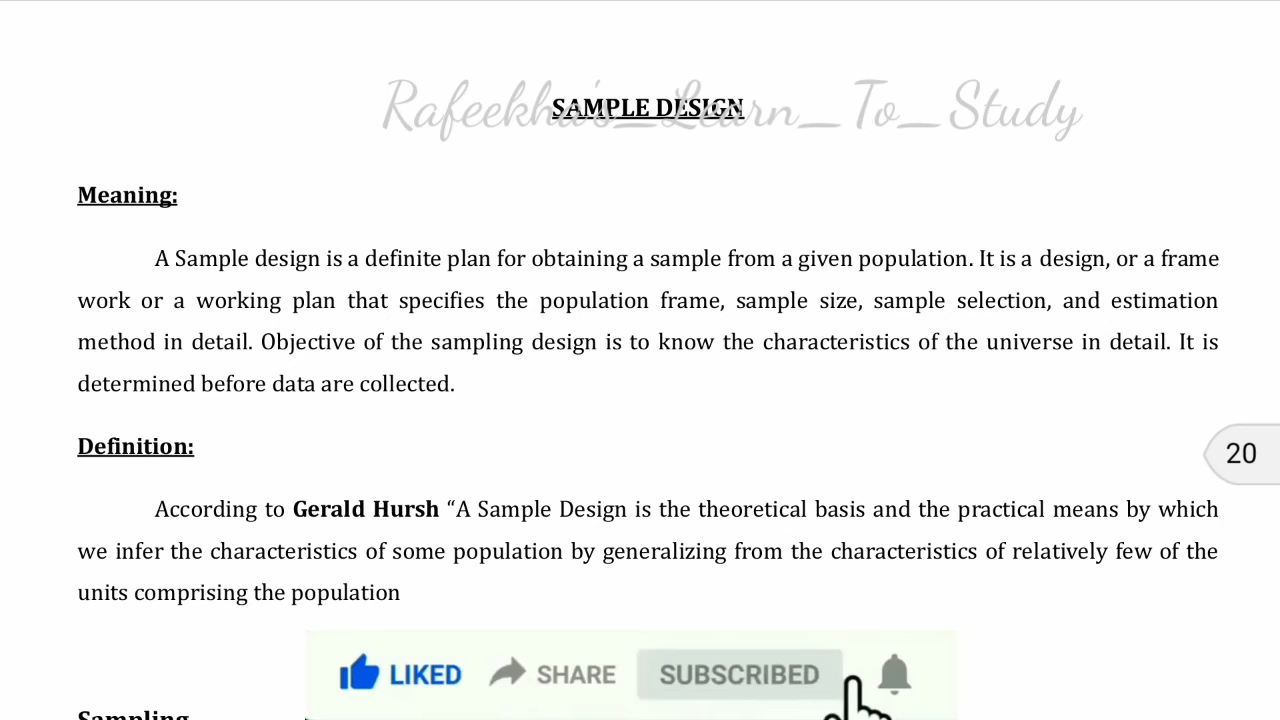 Rafeekha's_Learn_To_Study
SAMPLE DESIGN
Meaning:
A Sample design is a definite plan for obtaining a sample from a given population. It is a design, or a frame
work or a working plan that specifies the population frame, sample size, sample selection, and estimation
method in detail. Objective of the sampling design is to know the characteristics of the universe in detail. It is
determined before data are collected.
Definition:
20
According to Gerald Hursh “A Sample Design is the theoretical basis and the practical means by which
we infer the characteristics of some population by generalizing from the characteristics of relatively few of the
units comprising the population
LIKED SHARE SUBSCRIBED
Sampling